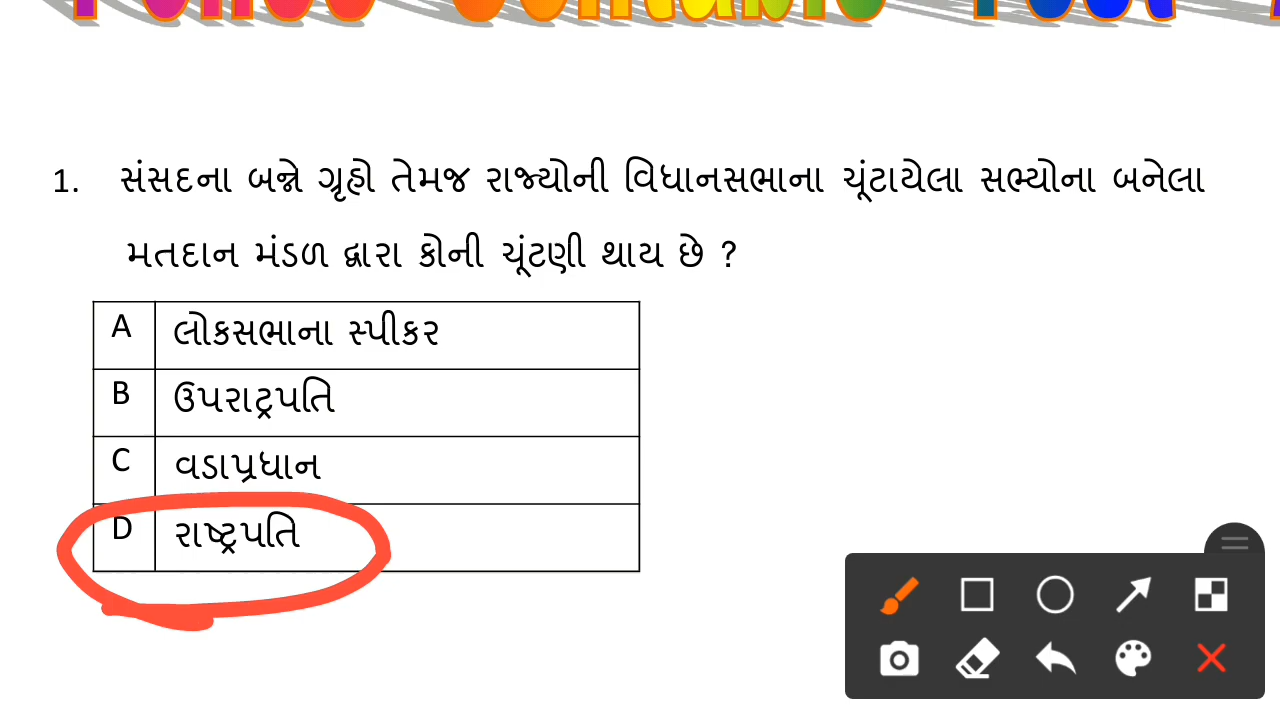 1. સંસદના બન્ને ગૃહો તેમજ રાજ્યોની વિધાનસભાના ચૂંટાયેલા સભ્યોના બનેલા
મતદાન મંડળ દ્વારા કોની ચૂંટણી થાય છે ?
A લોકસભાના સ્પીકર
B ઉપરાટ્રપતિ
C વડાપ્રધાન
D રાષ્ટ્રપતિ